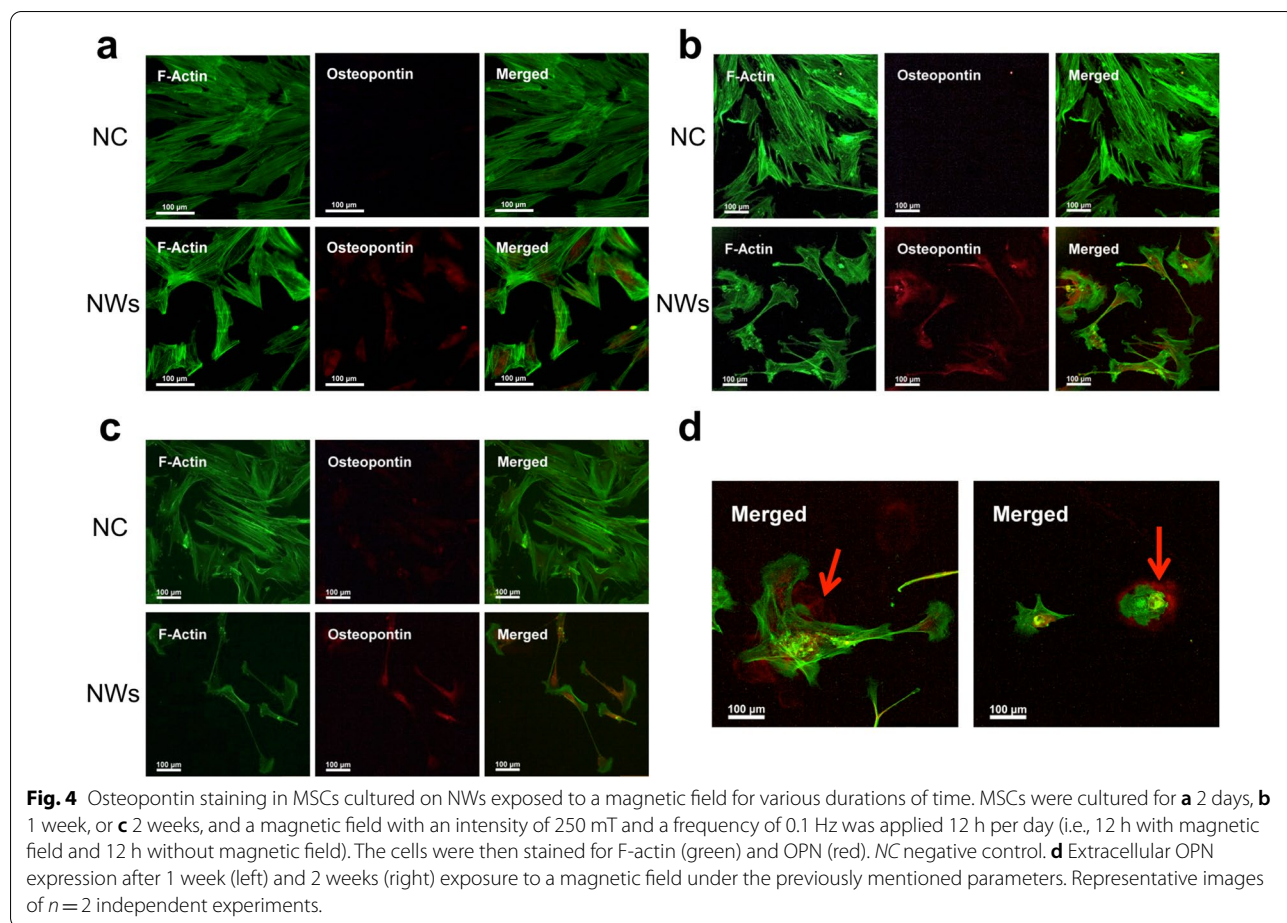 a
F-Actin Osteopontin Merged
NC
100 µm 100 µm 100 µm
F-Actin Osteopontin Merged
NWs
100 µm 100 µm 100 µm
b
F-Actin Osteopontin Merged
NC
100 µm 100 µm 100 µm
F-Actin Osteopontin Merged
NWs
100 µm 100 µm 100 µm
c
F-Actin Osteopontin Merged
NC
100 µm 100 µm 100 µm
F-Actin Osteopontin Merged
NWs
100 µm 100 µm 100 µm
d
Merged Merged
100 µm 100 µm
Fig. 4 Osteopontin staining in MSCs cultured on NWs exposed to a magnetic field for various durations of time. MSCs were cultured for a 2 days, b
1 week, or c 2 weeks, and a magnetic field with an intensity of 250 mT and a frequency of 0.1 Hz was applied 12 h per day (i.e., 12 h with magnetic
field and 12 h without magnetic field). The cells were then stained for F-actin (green) and OPN (red). NC negative control. d Extracellular OPN
expression after 1 week (left) and 2 weeks (right) exposure to a magnetic field under the previously mentioned parameters. Representative images
of n = 2 independent experiments.